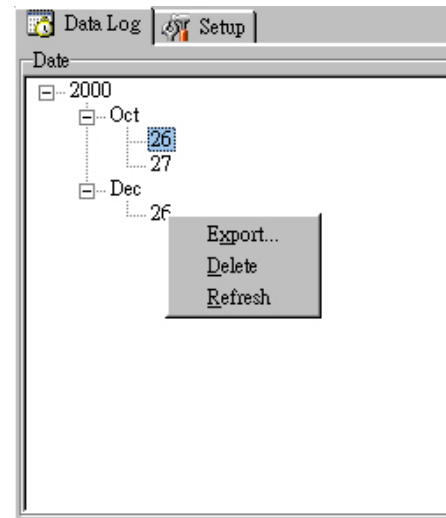 Data Log Setup
Date
2000
Oct
26
27
Dec
26
Export...
Delete
Refresh